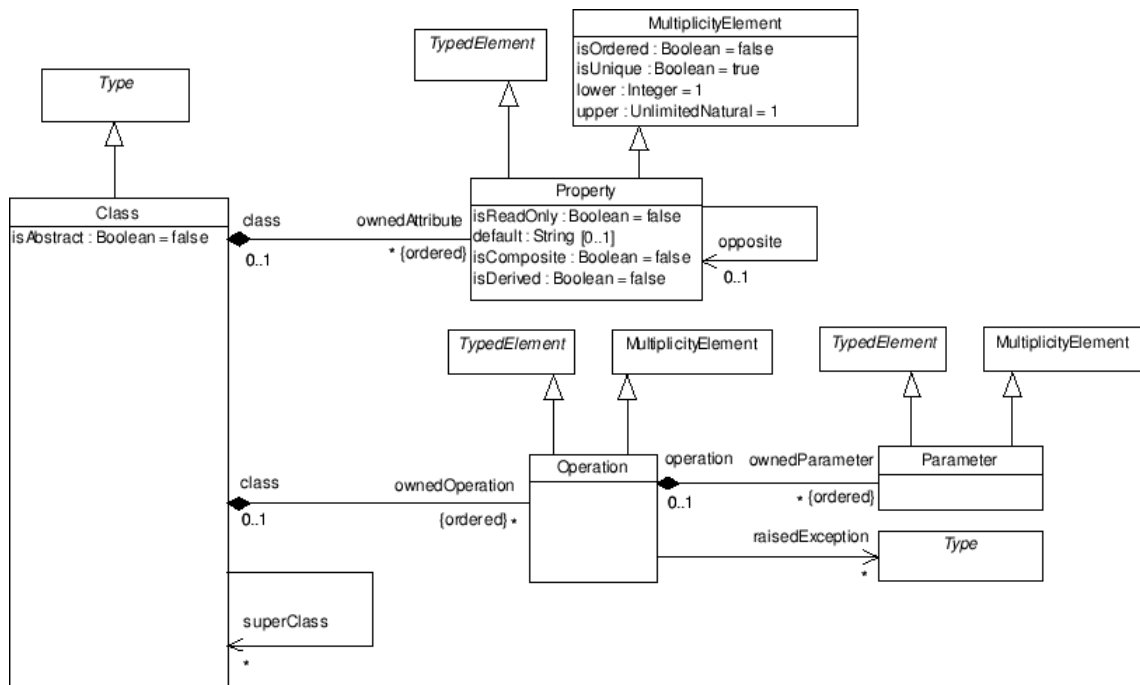 MultiplicityElement
isOrdered : Boolean = false
isUnique : Boolean = true
lower : Integer = 1
upper : UnlimitedNatural = 1
TypedElement
Type
Property
isReadOnly : Boolean = false
default : String [0..1]
isComposite : Boolean = false
isDerived : Boolean = false
Class
isAbstract : Boolean = false
class
0..1
ownedAttribute
* {ordered}
opposite
0..1
TypedElement
MultiplicityElement
TypedElement
MultiplicityElement
Operation
operation
0..1
ownedParameter
* {ordered}
Parameter
class
0..1
ownedOperation
{ordered} *
raisedException
*
Type
superClass
*